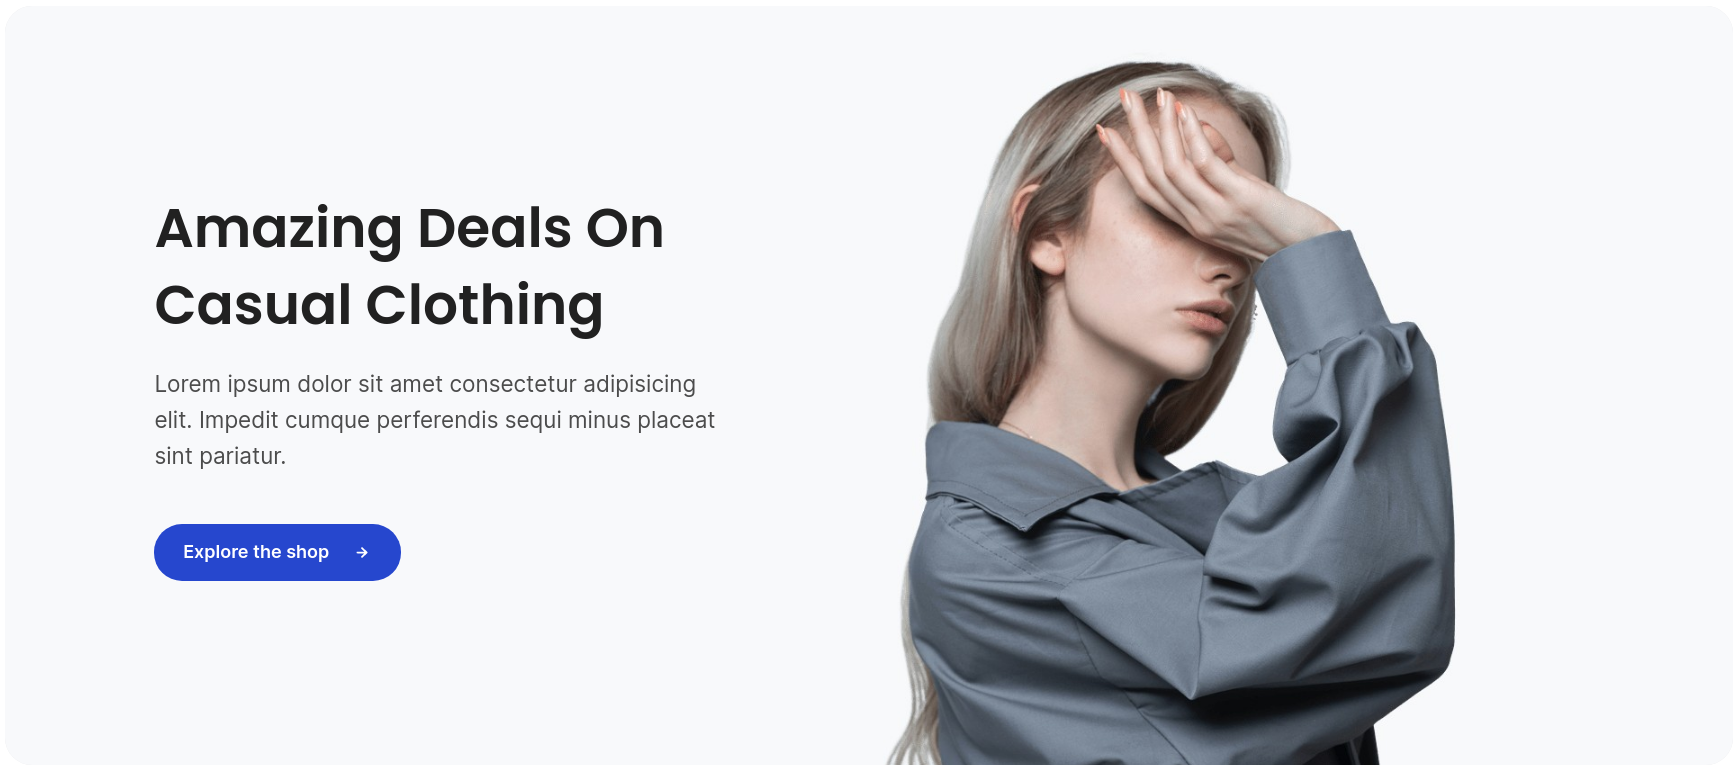 Amazing Deals On
Casual Clothing
Lorem ipsum dolor sit amet consectetur adipisicing
elit. Impedit cumque perferendis sequi minus placeat
sint pariatur.
Explore the shop →